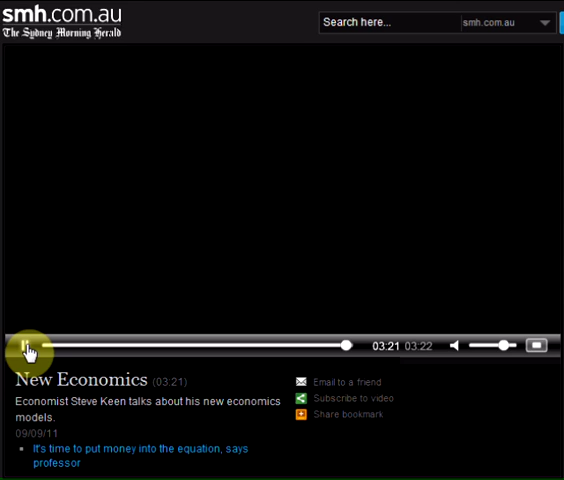 smh.com.au
The Sydney Morning Herald
Search here... smh.com.au
03:21 03:22
New Economics (03:21)
Economist Steve Keen talks about his new economics
models.
09/09/11
It's time to put money into the equation, says
professor
Email to a friend
Subscribe to video
Share bookmark